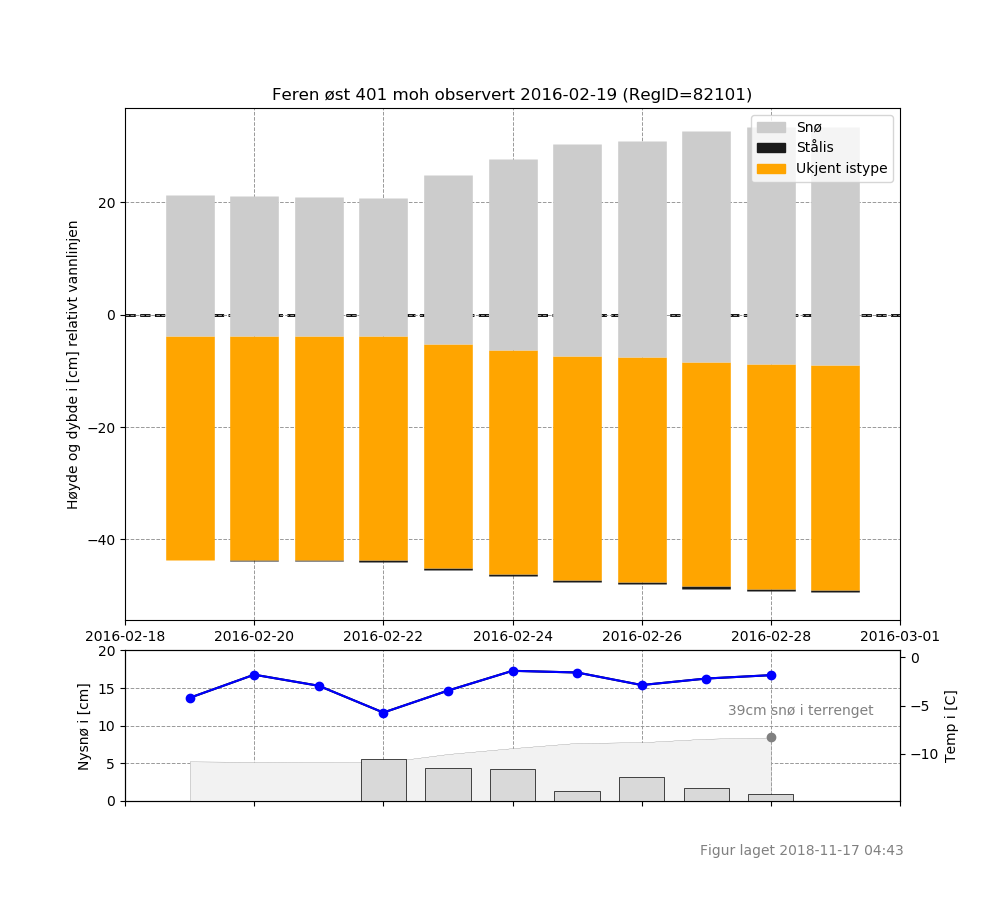 Feren øst 401 moh observert 2016-02-19 (RegID=82101)
Snø
Stålis
Ukjent istype
Høyde og dybde i [cm] relativt vannlinjen
20
0
−20
−40
2016-02-18 2016-02-20 2016-02-22 2016-02-24 2016-02-26 2016-02-28 2016-03-01
Nysnø i [cm]
20
15
10
5
0
39cm snø i terrenget
0
−5
−10
Temp i [C]
Figur laget 2018-11-17 04:43